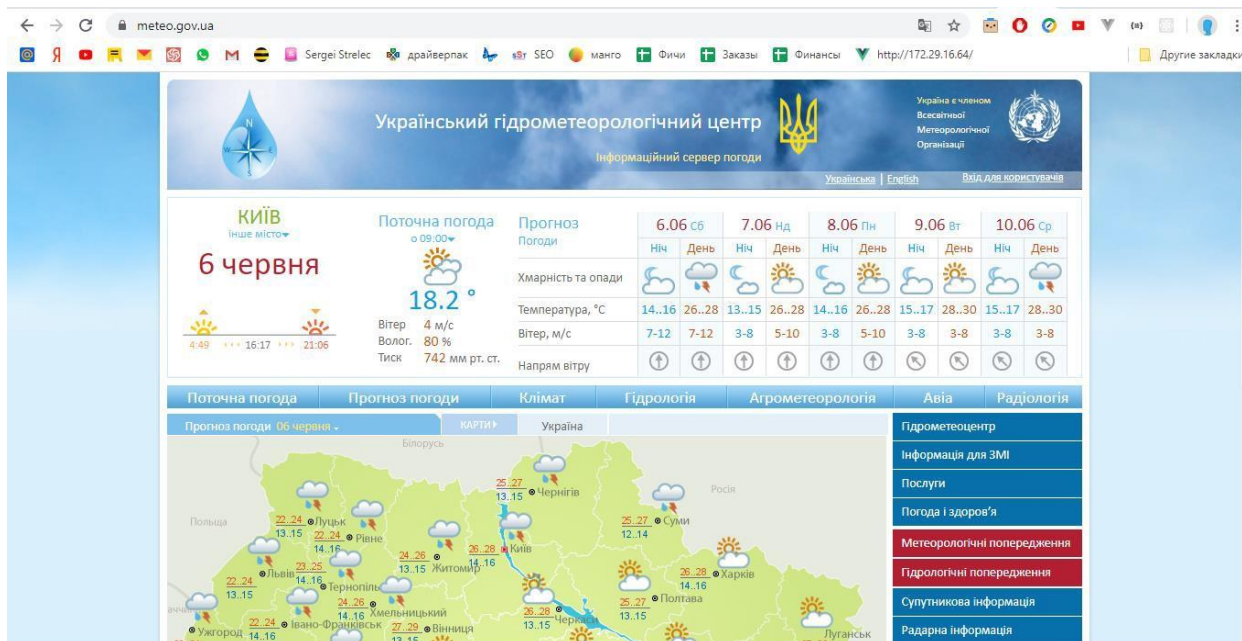 meteo.gov.ua
Sergei Strelec драйверпак SEO манго Фичи Заказы Финансы http://172.29.16.64/ Другие закладки
Український гідрометеорологічний центр
Інформаційний сервер погоди
Україна є членом
Всесвітньої
Метеорологічної
Організації
Українська | English Вхід для користувачів
КИЇВ
інше місто
6 червня
4:49 16:17 21:06
Поточна погода
о 09:00
18.2 °
Вітер 4 м/с
Волог. 80 %
Тиск 742 мм рт. ст.
Прогноз 6.06 Сб 7.06 Нд 8.06 Пн 9.06 Вт 10.06 Ср
Погоди Ніч День Ніч День Ніч День Ніч День Ніч День
Хмарність та опади
Температура, °C 14..16 26..28 13..15 26..28 14..16 26..28 15..17 28..30 15..17 28..30
Вітер, м/с 7-12 7-12 3-8 5-10 3-8 5-10 3-8 3-8 3-8 3-8
Напрям вітру
Поточна погода Прогноз погоди Клімат Гідрологія Агрометеорологія Авіа Радіологія
Прогноз погоди 06 червня КАРТИ Україна
Білорусь
Росія
Польща
25..27
13..15 Чернігів
22..24 Луцьк
13..15
22..24 Рівне
14..16
25..27 Суми
12..14
24..26
13..15 Житомир
26..28 Київ
14..16
Львів 23..25
14..16 Тернопіль
22..24
13..15
26..28 Харків
14..16
25..27 Полтава
13..15
24..26
14..16 Хмельницький
26..28 Черкаси
13..15
22..24 Івано-Франківськ
14..16
27..29 Вінниця
13..15
Ужгород
Луганськ
Гідрометеоцентр
Інформація для ЗМІ
Послуги
Погода і здоров'я
Метеорологічні попередження
Гідрологічні попередження
Супутникова інформація
Радарна інформація